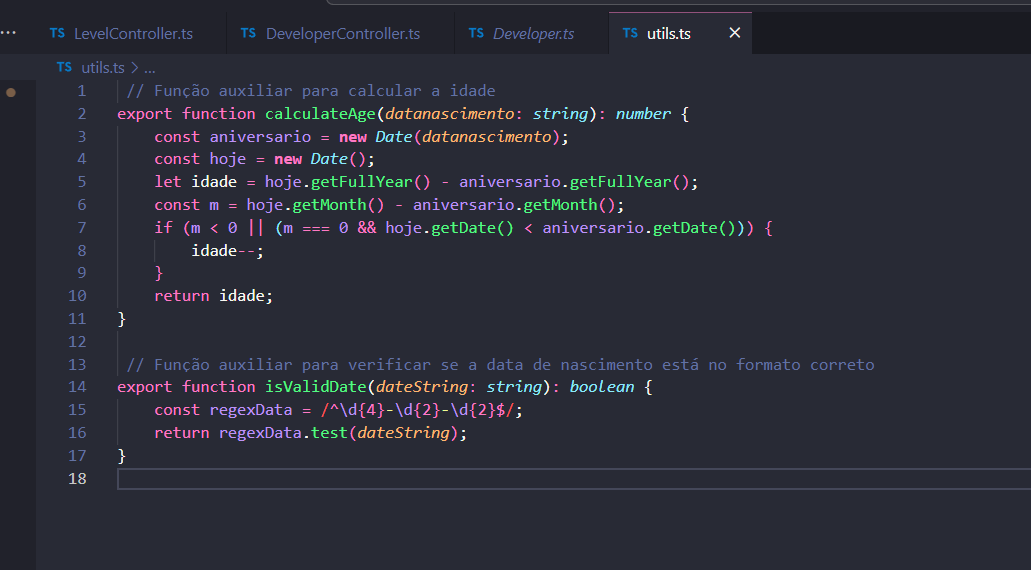 ··· TS LevelController.ts TS DeveloperController.ts TS Developer.ts TS utils.ts ×
TS utils.ts > ...
1 // Função auxiliar para calcular a idade
2 export function calculateAge(datanascimento: string): number {
3 const aniversario = new Date(datanascimento);
4 const hoje = new Date();
5 let idade = hoje.getFullYear() - aniversario.getFullYear();
6 const m = hoje.getMonth() - aniversario.getMonth();
7 if (m < 0 || (m === 0 && hoje.getDate() < aniversario.getDate())) {
8 idade--;
9 }
10 return idade;
11 }
12
13 // Função auxiliar para verificar se a data de nascimento está no formato correto
14 export function isValidDate(dateString: string): boolean {
15 const regexData = /^\d{4}-\d{2}-\d{2}$/;
16 return regexData.test(dateString);
17 }
18